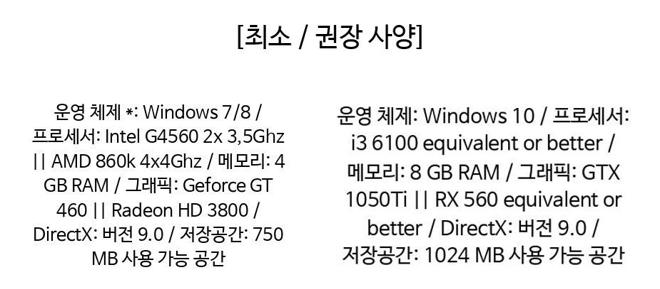 [최소 / 권장 사양]
운영 체제 *: Windows 7/8 /
프로세서: Intel G4560 2x 3,5Ghz
|| AMD 860k 4x4Ghz / 메모리: 4
GB RAM / 그래픽: Geforce GT
460 || Radeon HD 3800 /
DirectX: 버전 9.0 / 저장공간: 750
MB 사용 가능 공간
운영 체제: Windows 10 / 프로세서:
i3 6100 equivalent or better /
메모리: 8 GB RAM / 그래픽: GTX
1050Ti || RX 560 equivalent or
better / DirectX: 버전 9.0 /
저장공간: 1024 MB 사용 가능 공간